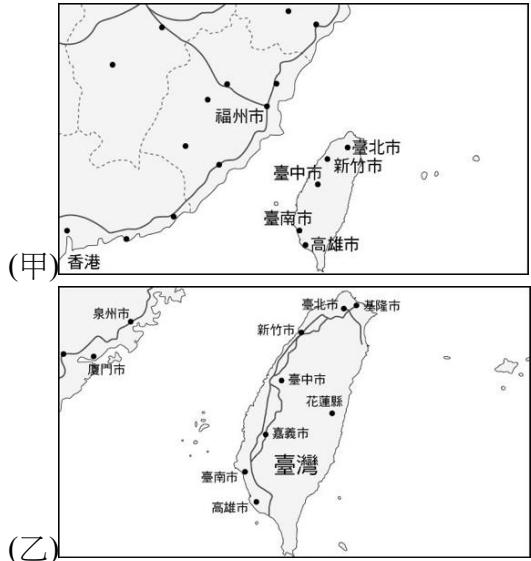 福州市
臺北市
新竹市
臺中市
臺南市
高雄市
(甲)
香港
臺北市
基隆市
泉州市
新竹市
廈門市
臺中市
花蓮縣
嘉義市
臺灣
臺南市
高雄市
(乙)